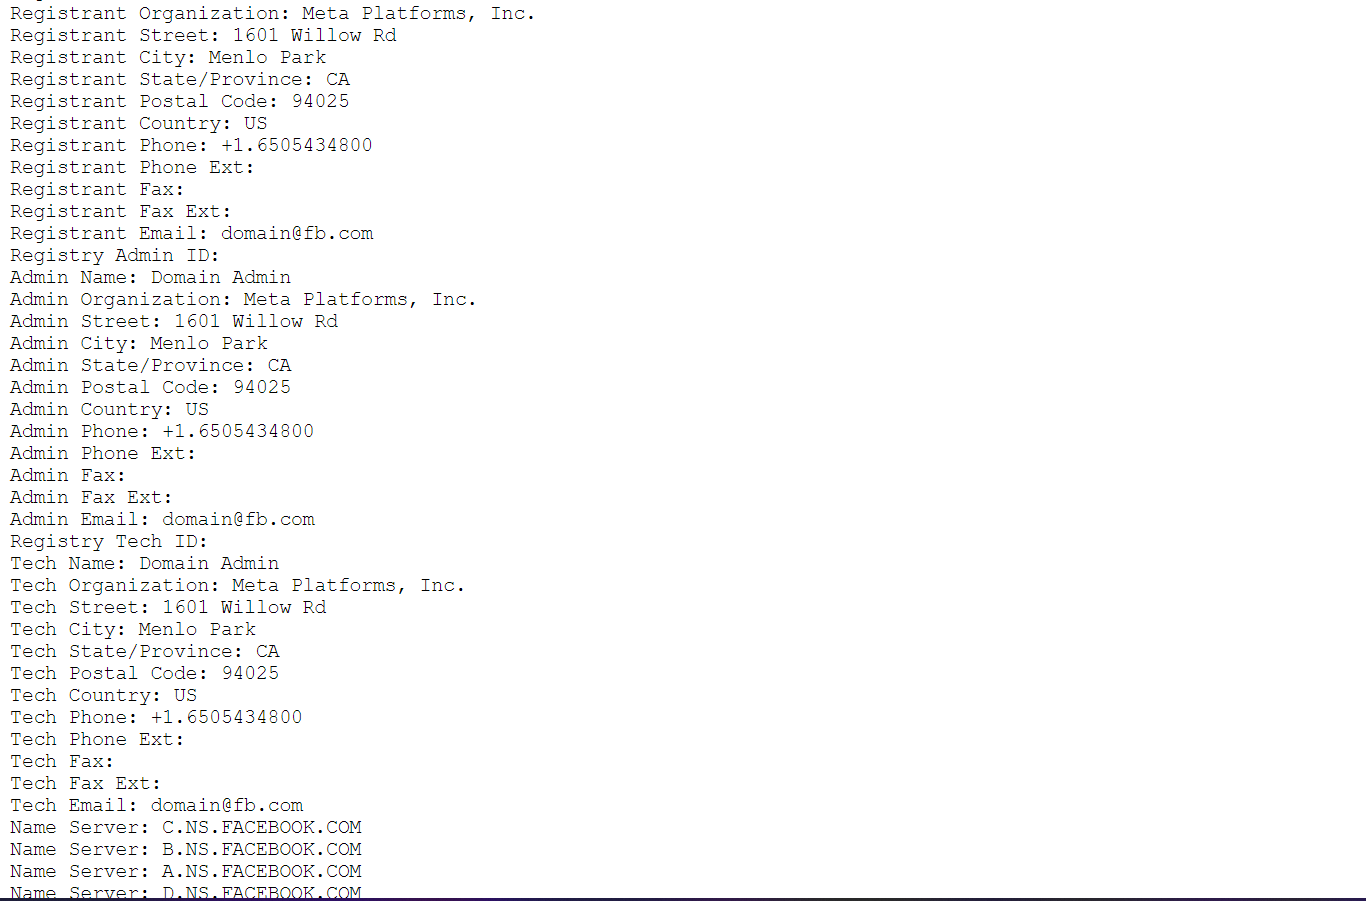 Registrant Organization: Meta Platforms, Inc.
Registrant Street: 1601 Willow Rd
Registrant City: Menlo Park
Registrant State/Province: CA
Registrant Postal Code: 94025
Registrant Country: US
Registrant Phone: +1.6505434800
Registrant Phone Ext:
Registrant Fax:
Registrant Fax Ext:
Registrant Email: domain@fb.com
Registry Admin ID:
Admin Name: Domain Admin
Admin Organization: Meta Platforms, Inc.
Admin Street: 1601 Willow Rd
Admin City: Menlo Park
Admin State/Province: CA
Admin Postal Code: 94025
Admin Country: US
Admin Phone: +1.6505434800
Admin Phone Ext:
Admin Fax:
Admin Fax Ext:
Admin Email: domain@fb.com
Registry Tech ID:
Tech Name: Domain Admin
Tech Organization: Meta Platforms, Inc.
Tech Street: 1601 Willow Rd
Tech City: Menlo Park
Tech State/Province: CA
Tech Postal Code: 94025
Tech Country: US
Tech Phone: +1.6505434800
Tech Phone Ext:
Tech Fax:
Tech Fax Ext:
Tech Email: domain@fb.com
Name Server: C.NS.FACEBOOK.COM
Name Server: B.NS.FACEBOOK.COM
Name Server: A.NS.FACEBOOK.COM
Name Server: D.NS.FACEBOOK.COM